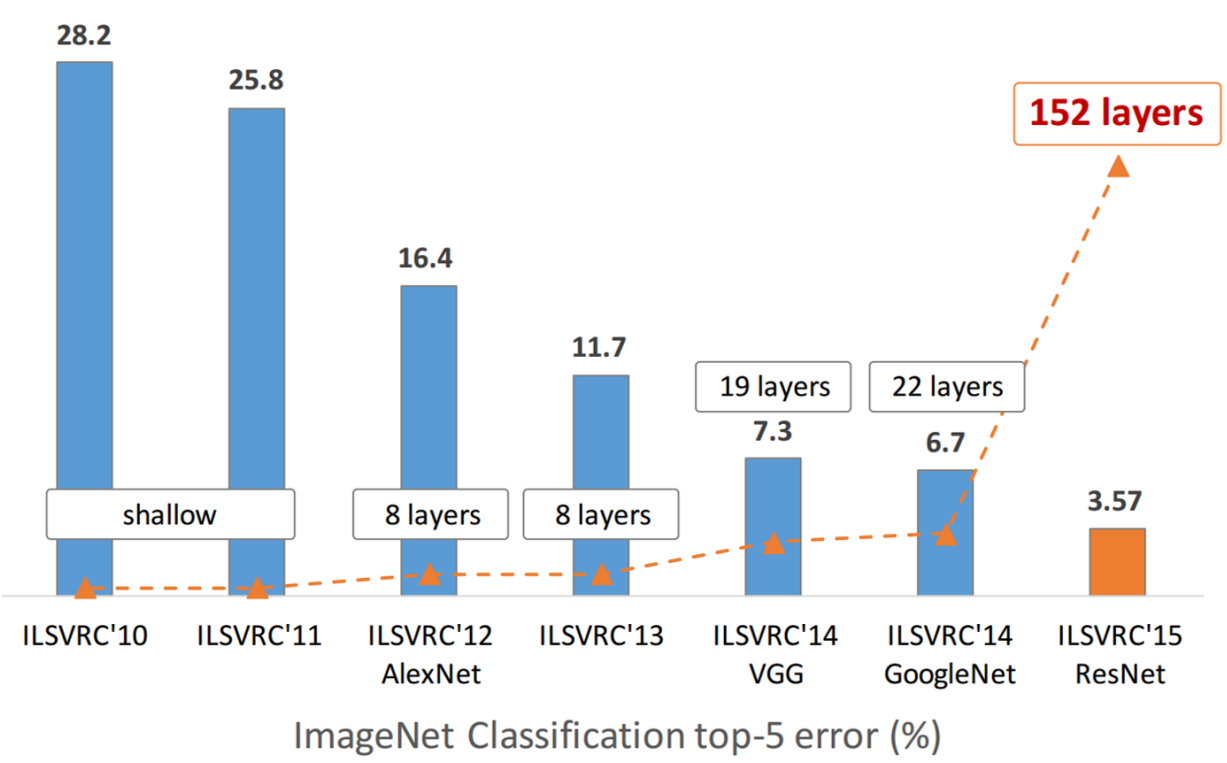 28.2
25.8
152 layers
16.4
11.7
19 layers
22 layers
7.3
6.7
3.57
shallow
8 layers
8 layers
ILSVRC'10
ILSVRC'11
ILSVRC'12
AlexNet
ILSVRC'13
ILSVRC'14
VGG
ILSVRC'14
GoogleNet
ILSVRC'15
ResNet
ImageNet Classification top-5 error (%)